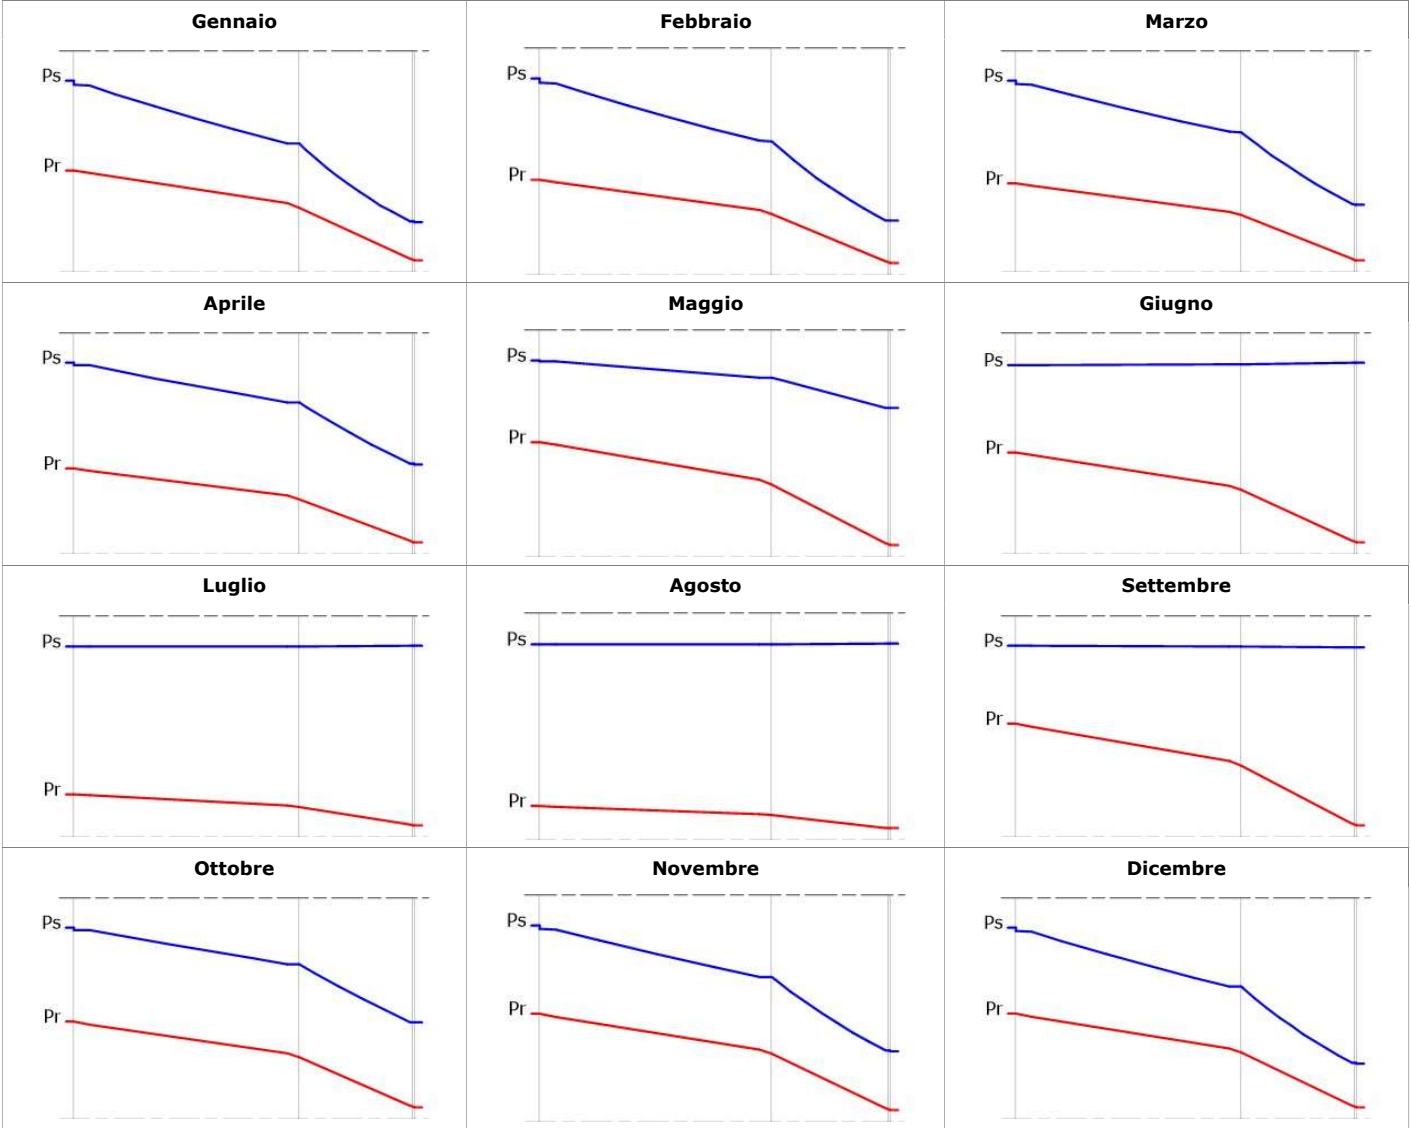 Gennaio Febbraio Marzo
Ps Ps Ps
Pr Pr Pr
Aprile Maggio Giugno
Ps Ps Ps
Pr Pr Pr
Luglio Agosto Settembre
Ps Ps Ps
Pr Pr Pr
Ottobre Novembre Dicembre
Ps Ps Ps
Pr Pr Pr